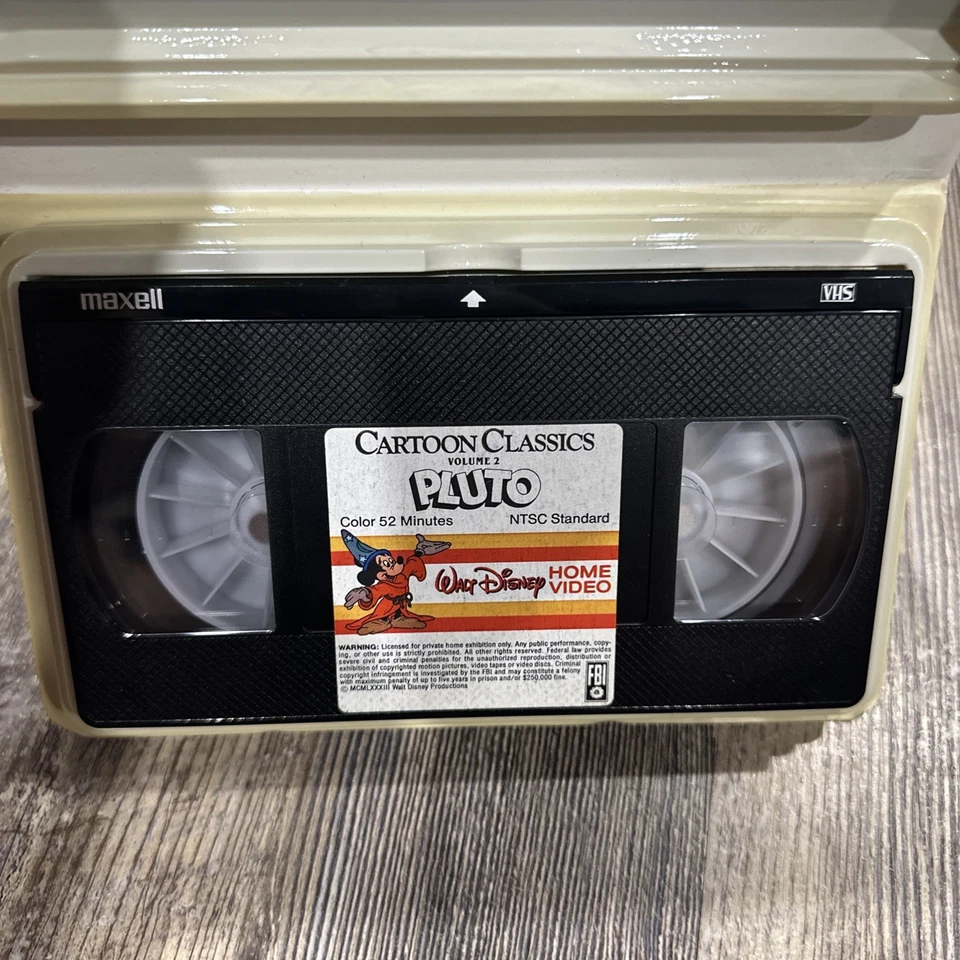 maxell
VHS
CARTOON CLASSICS
VOLUME 2
PLUTO
Color 52 Minutes NTSC Standard
WALT DISNEY HOME VIDEO
WARNING: Licensed for private home exhibition only. Any public performance, copy-
ing, or other use is strictly prohibited. All other rights reserved. Federal law provides
severe civil and criminal penalties for the unauthorized reproduction, distribution or
exhibition of copyrighted motion pictures, video tapes or video discs. Criminal
copyright infringement is investigated by the FBI and may constitute a felony
with maximum penalty of up to five years in prison and/or $250,000 fine.
© MCMLXXXIII Walt Disney Productions
FBI